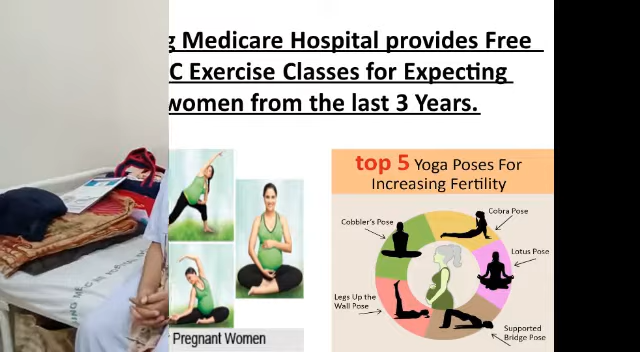 g Medicare Hospital provides Free
C Exercise Classes for Expecting
women from the last 3 Years.
top 5 Yoga Poses For
Increasing Fertility
Cobra Pose
Cobbler's Pose
Lotus Pose
Legs Up the
Wall Pose
Supported
Bridge Pose
Pregnant Women